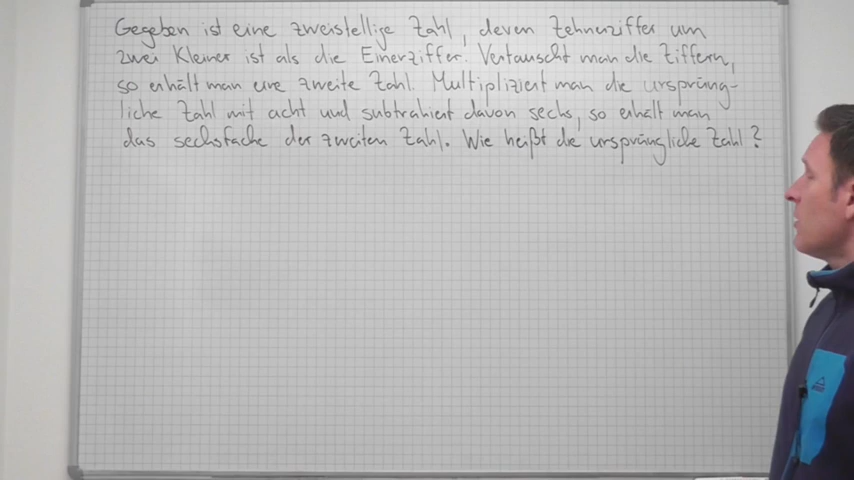 Gegeben ist eine zweistellige Zahl, deren Zehnerziffer um
zwei kleiner ist als die Einerziffer. Vertauscht man die Ziffern,
so erhält man eine zweite Zahl. Multipliziert man die ursprüng-
liche Zahl mit acht und subtrahiert davon sechs, so erhält man
das sechsfache der zweiten Zahl. Wie heißt die ursprüngliche Zahl?